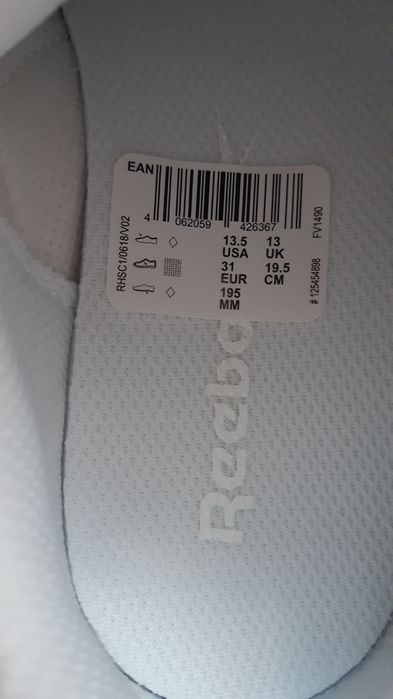 EAN
4 062059 426367
13.5 13
USA UK
31 19.5
EUR CM
195
MM
RHSC1/0618/V02
FV1490
# 125454898
Reebo